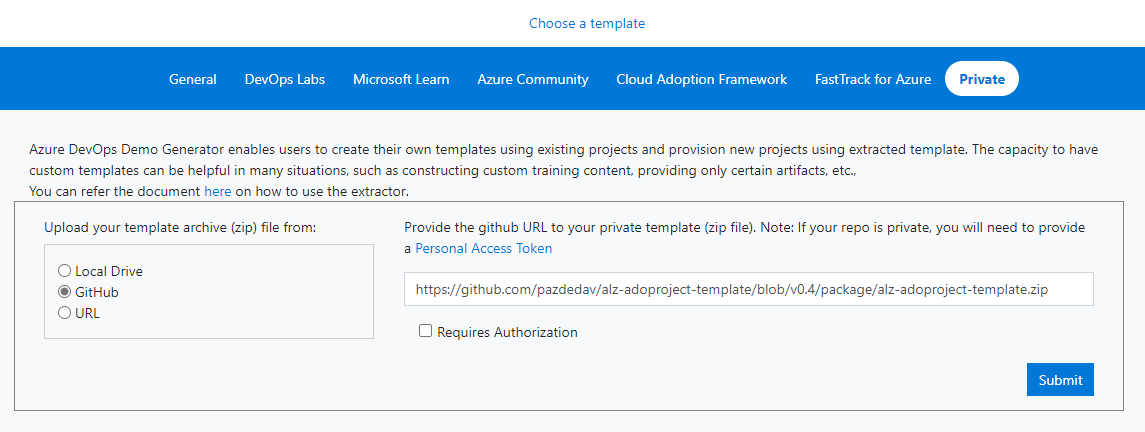 Choose a template
General DevOps Labs Microsoft Learn Azure Community Cloud Adoption Framework FastTrack for Azure Private
Azure DevOps Demo Generator enables users to create their own templates using existing projects and provision new projects using extracted template. The capacity to have
custom templates can be helpful in many situations, such as constructing custom training content, providing only certain artifacts, etc.,
You can refer the document here on how to use the extractor.
Upload your template archive (zip) file from:
Local Drive
GitHub
URL
Provide the github URL to your private template (zip file). Note: If your repo is private, you will need to provide
a Personal Access Token
https://github.com/pazdedav/alz-adoproject-template/blob/v0.4/package/alz-adoproject-template.zip
Requires Authorization
Submit